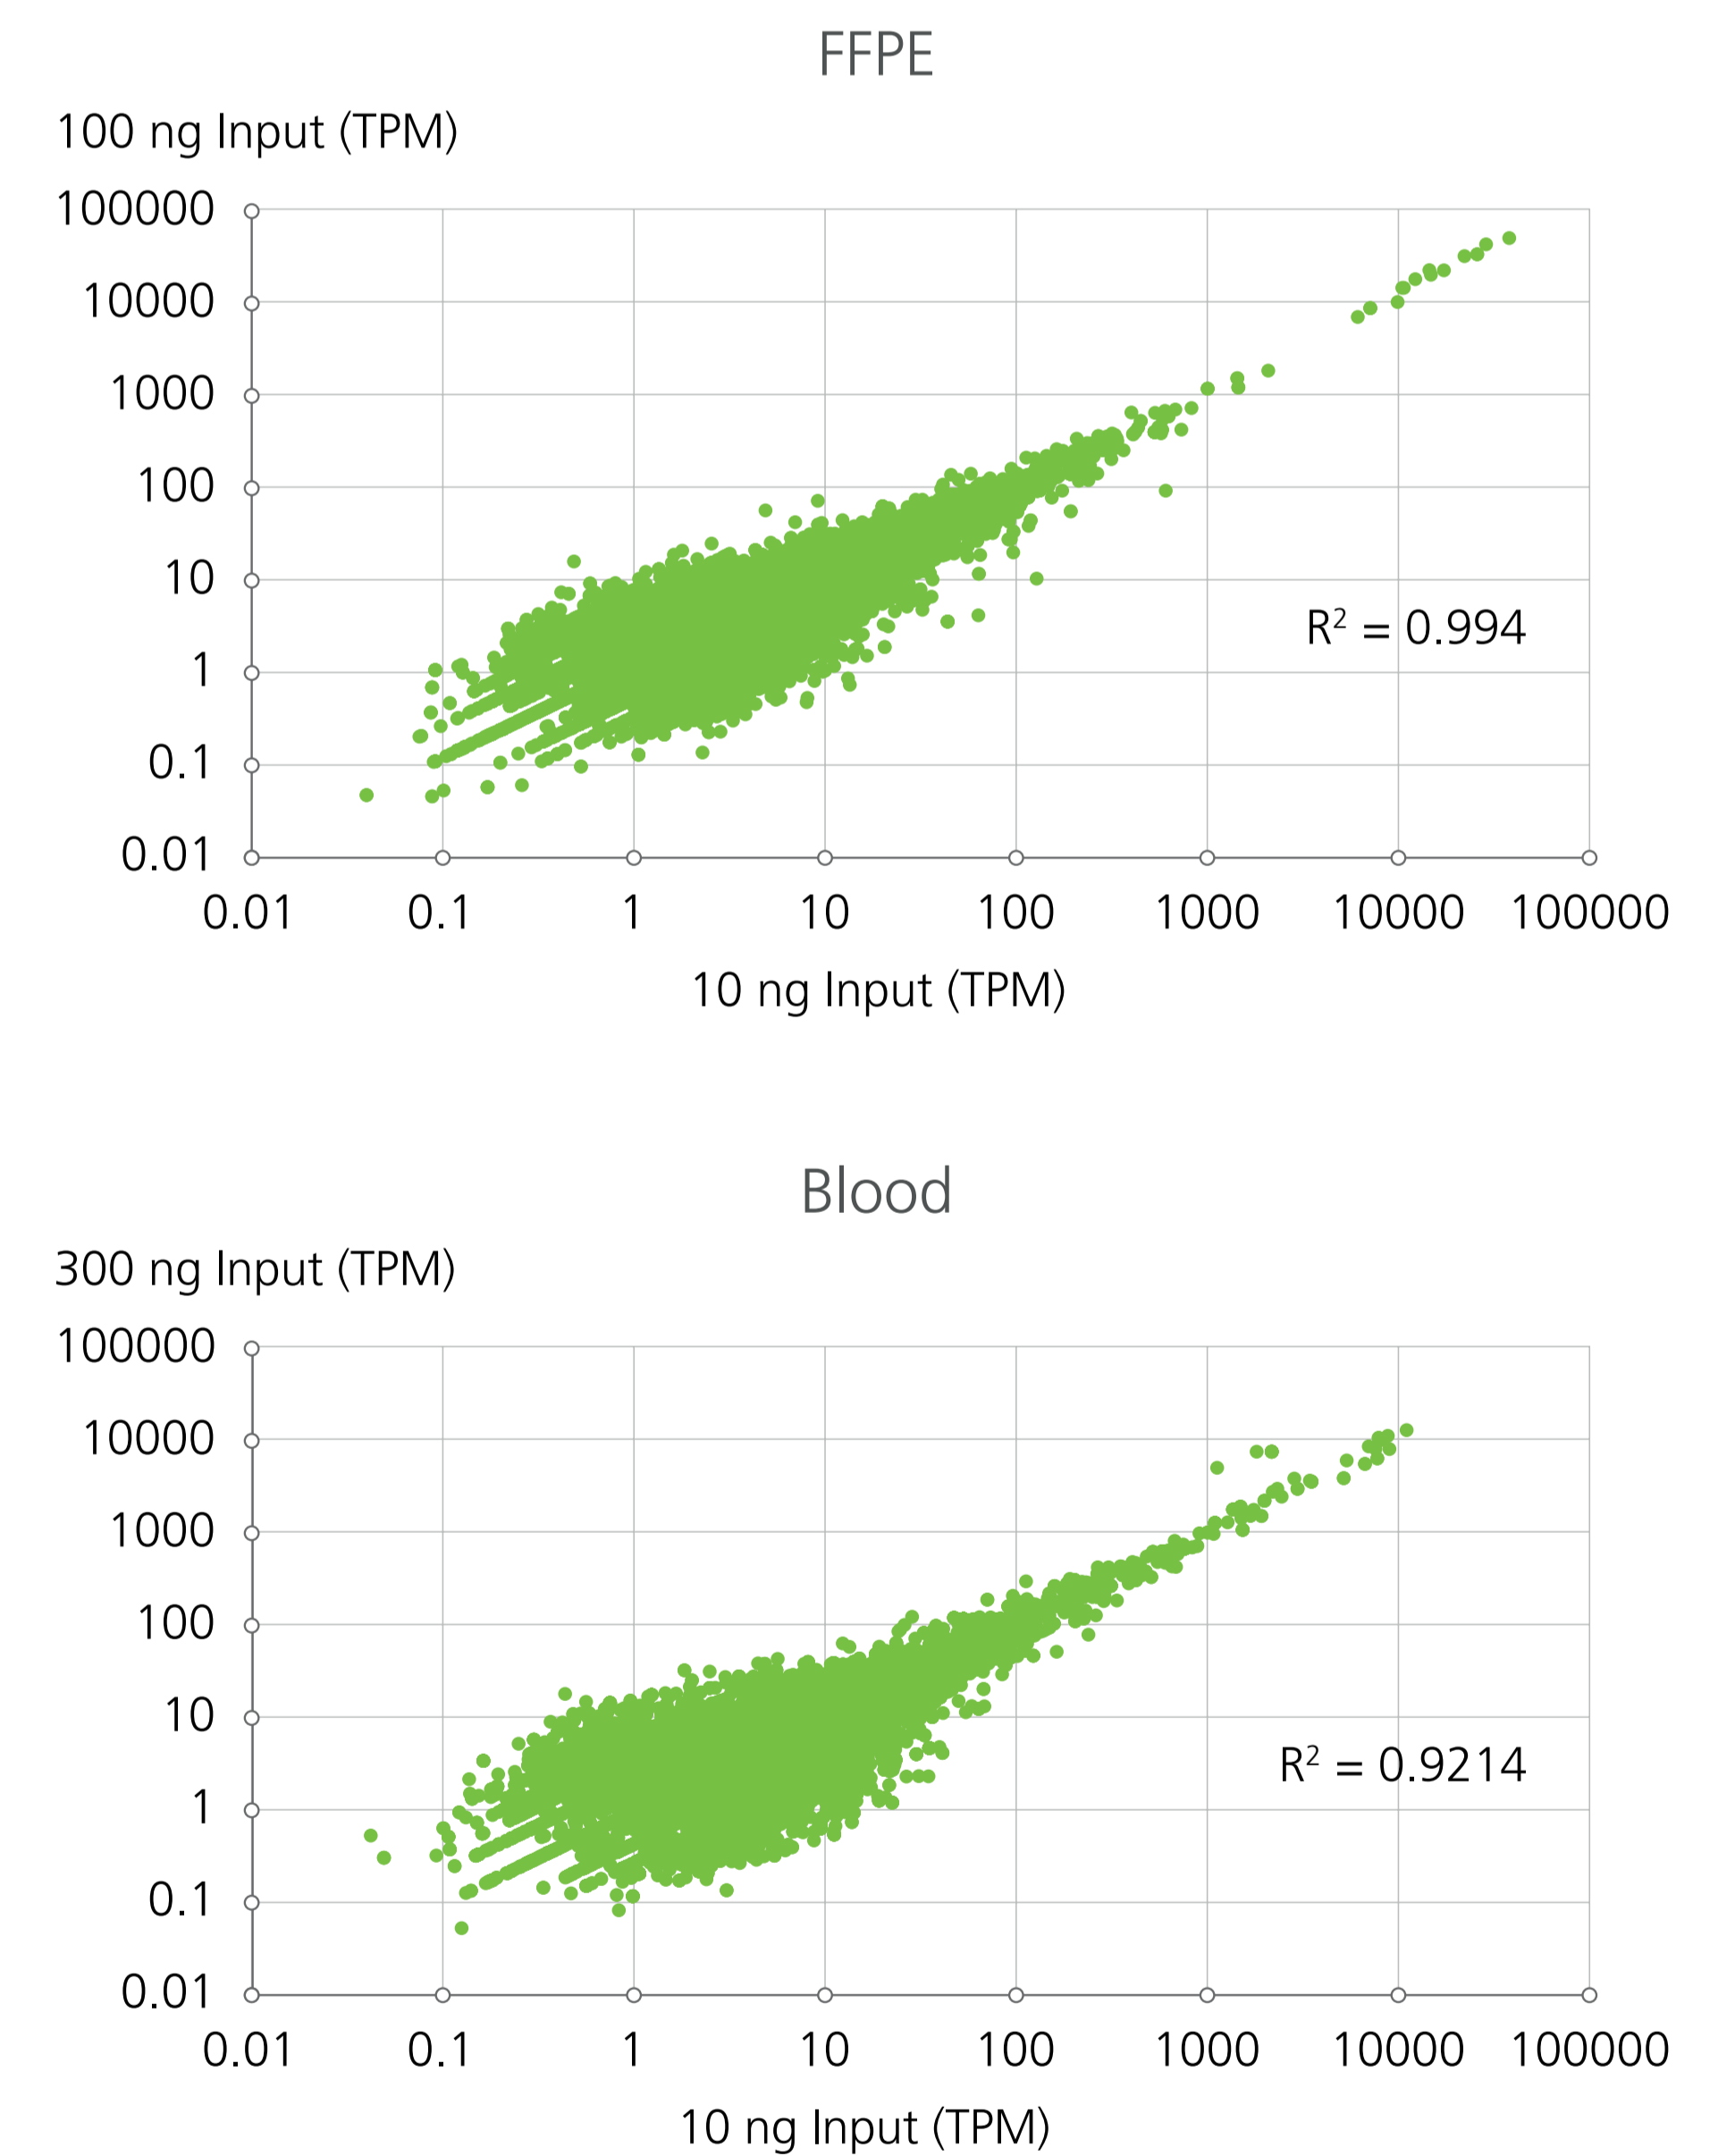 FFPE
100 ng Input (TPM)
100000
10000
1000
100
10
1
0.1
0.01
R² = 0.994
0.01 0.1 1 10 100 1000 10000 100000
10 ng Input (TPM)
Blood
300 ng Input (TPM)
100000
10000
1000
100
10
1
0.1
0.01
R² = 0.9214
0.01 0.1 1 10 100 1000 10000 100000
10 ng Input (TPM)